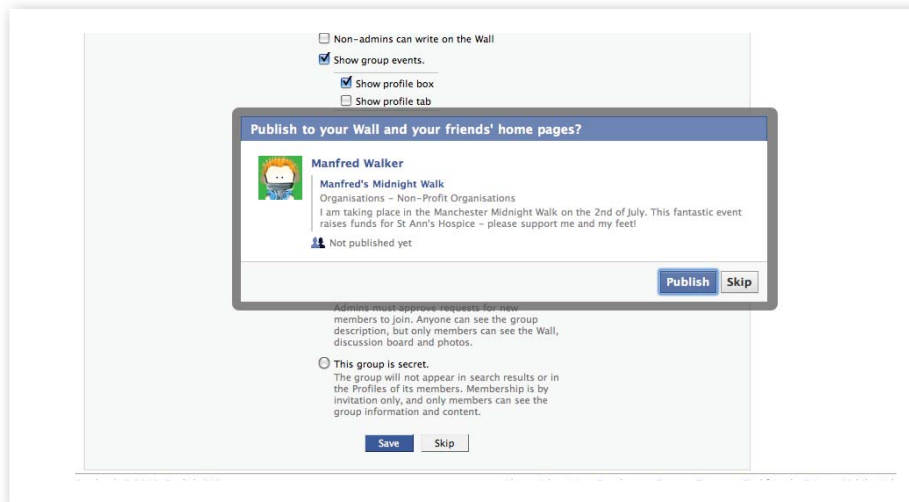 Non-admins can write on the Wall
Show group events.
Show profile box
Show profile tab
Publish to your Wall and your friends' home pages?
Manfred Walker
Manfred's Midnight Walk
Organisations – Non-Profit Organisations
I am taking place in the Manchester Midnight Walk on the 2nd of July. This fantastic event
raises funds for St Ann's Hospice – please support me and my feet!
Not published yet
Publish Skip
Admins must approve requests for new
members to join. Anyone can see the group
description, but only members can see the Wall,
discussion board and photos.
This group is secret.
The group will not appear in search results or in
the Profiles of its members. Membership is by
invitation only, and only members can see the
group information and content.
Save Skip